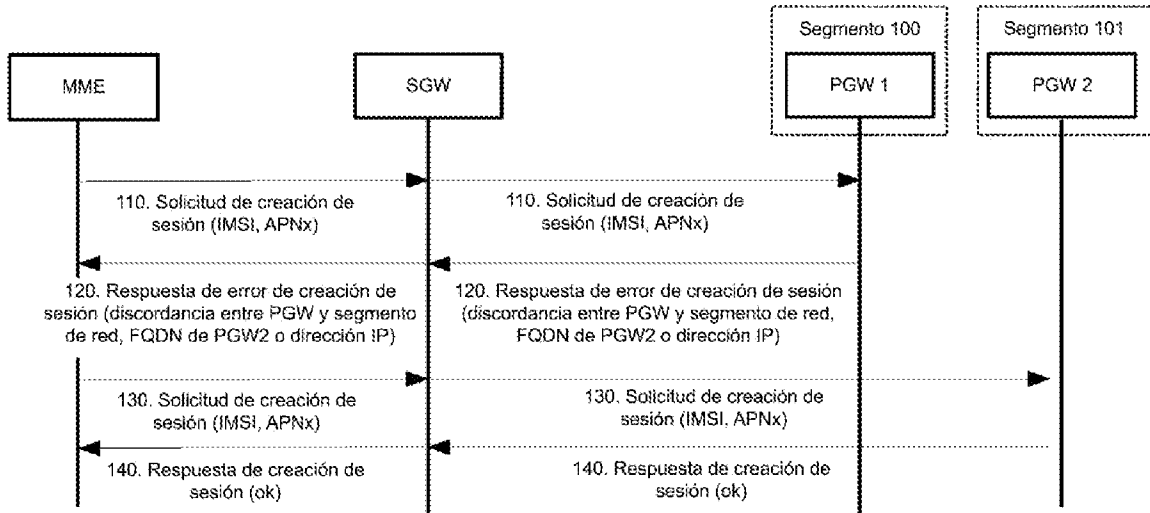 Segmento 100
Segmento 101
MME
SGW
PGW 1
PGW 2
110. Solicitud de creación de
sesión (IMSI, APNx)
110. Solicitud de creación de
sesión (IMSI, APNx)
120. Respuesta de error de creación de
sesión (discordancia entre PGW y segmento
de red, FQDN de PGW2 o dirección IP)
120. Respuesta de error de creación de sesión
(discordancia entre PGW y segmento de red,
FQDN de PGW2 o dirección IP)
130. Solicitud de creación de
sesión (IMSI, APNx)
130. Solicitud de creación de
sesión (IMSI, APNx)
140. Respuesta de creación de
sesión (ok)
140. Respuesta de creación de
sesión (ok)